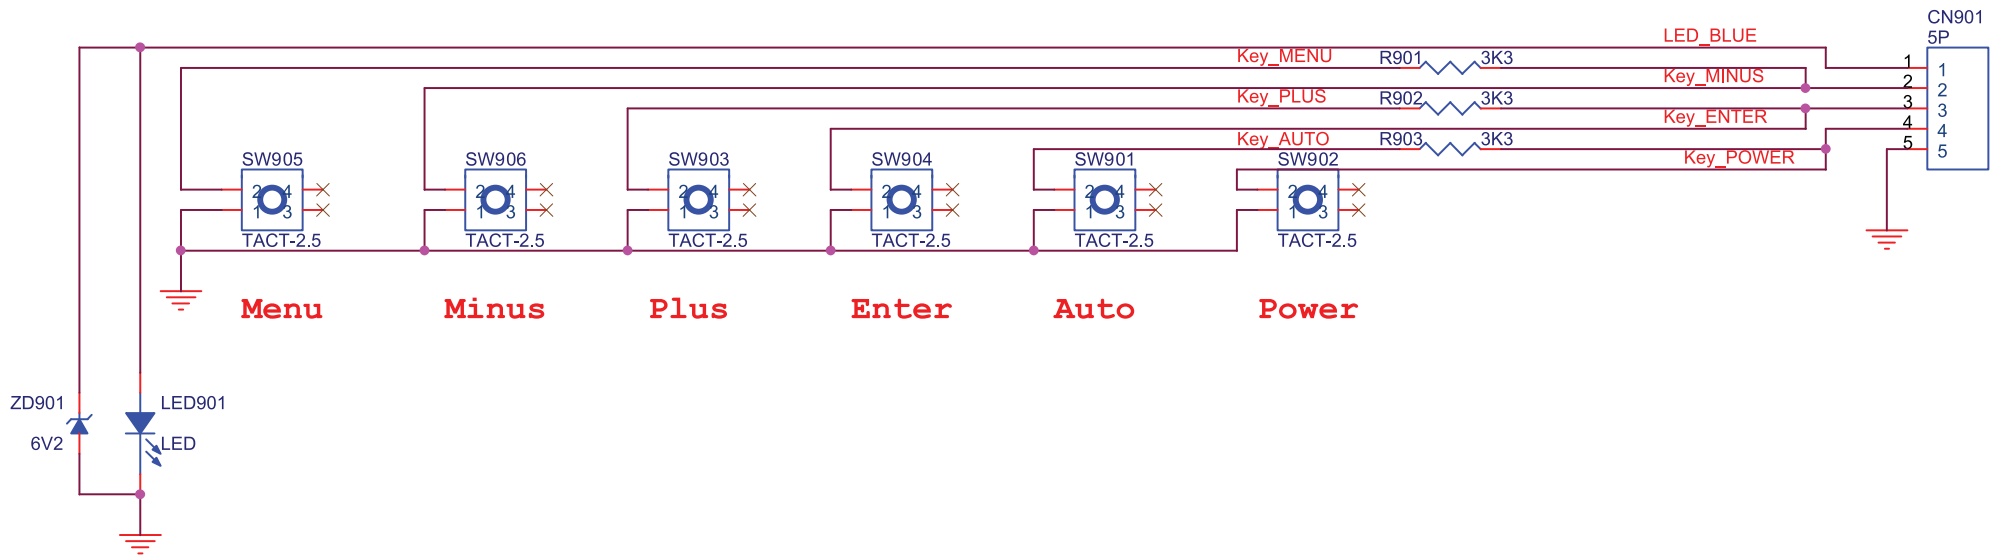 CN901
5P
LED_BLUE
Key_MENU
R901
3K3
Key_MINUS
Key_PLUS
R902
3K3
Key_ENTER
Key_AUTO
R903
3K3
Key_POWER
1
2
3
4
5
1
2
3
4
5
SW905
2 4
1 3
TACT-2.5
SW906
2 4
1 3
TACT-2.5
SW903
2 4
1 3
TACT-2.5
SW904
2 4
1 3
TACT-2.5
SW901
2 4
1 3
TACT-2.5
SW902
2 4
1 3
TACT-2.5
Menu
Minus
Plus
Enter
Auto
Power
ZD901
6V2
LED901
LED